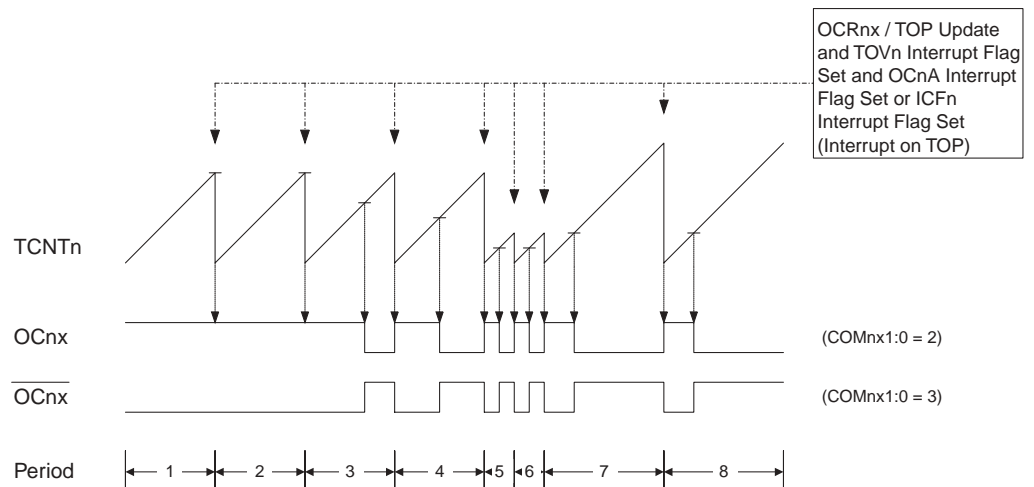 OCRnx / TOP Update
and TOVn Interrupt Flag
Set and OCnA Interrupt
Flag Set or ICFn
Interrupt Flag Set
(Interrupt on TOP)
TCNTn
OCnx
(COMnx1:0 = 2)
OCnx
(COMnx1:0 = 3)
Period 1 2 3 4 5 6 7 8